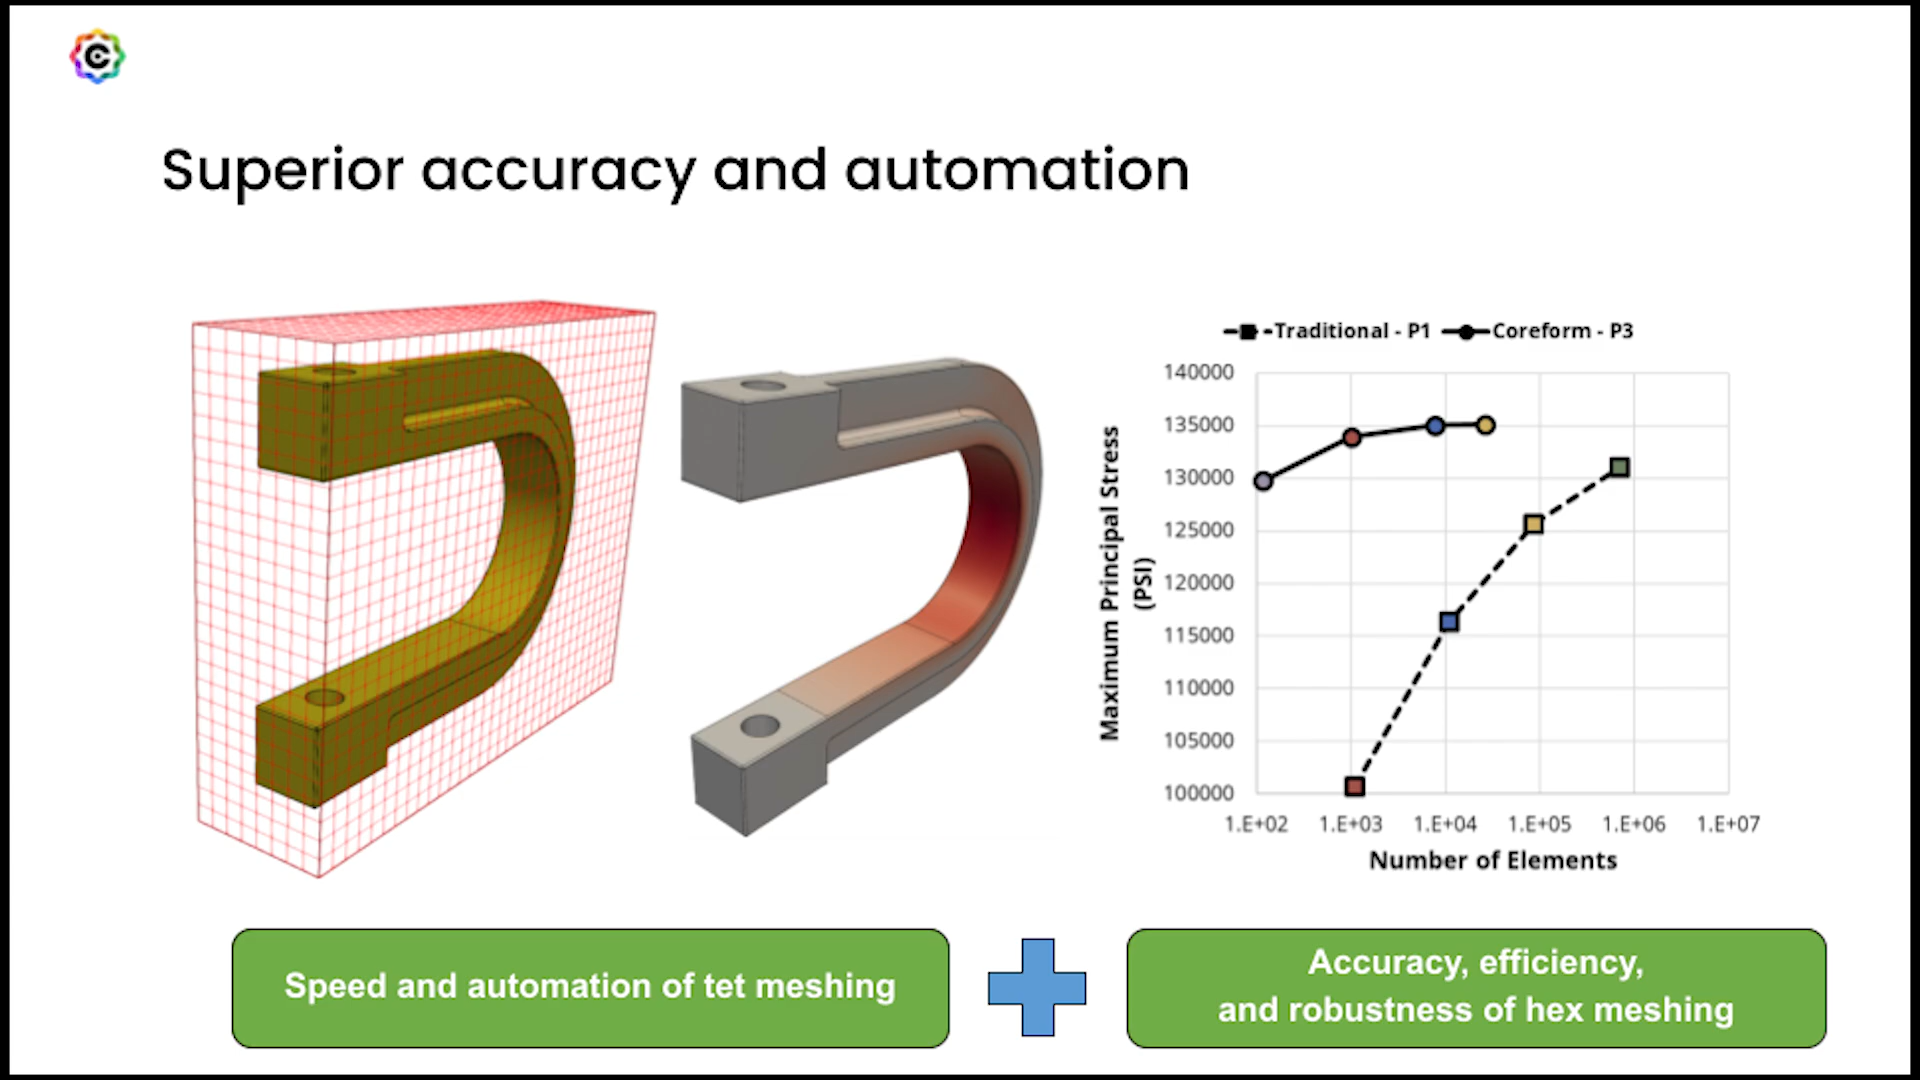 Superior accuracy and automation
Traditional - P1
Coreform - P3
140000
135000
130000
125000
120000
115000
110000
105000
100000
Maximum Principal Stress
(PSI)
1.E+02 1.E+03 1.E+04 1.E+05 1.E+06 1.E+07
Number of Elements
Speed and automation of tet meshing
Accuracy, efficiency,
and robustness of hex meshing